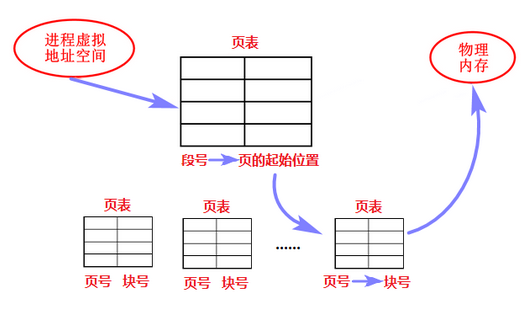 进程虚拟
地址空间
页表
物理
内存
段号 页的起始位置
页表
页表
......
页表
页号 块号
页号 块号
页号 块号